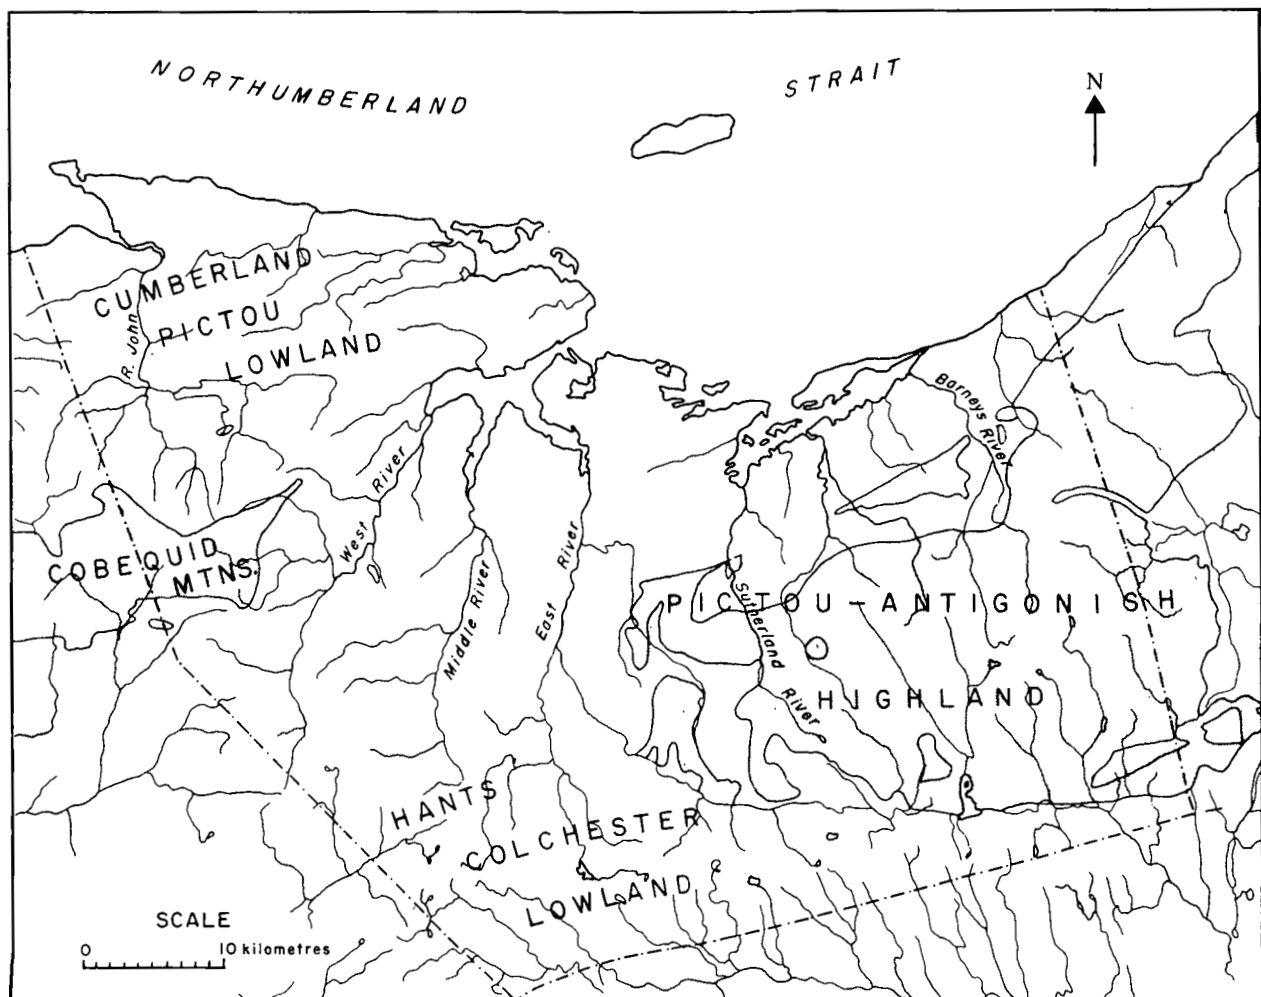 NORTHUMBERLAND
STRAIT
N
CUMBERLAND
PICTOU
LOWLAND
R. John
Barneys River
West River
COBEQUID
MTNS.
Middle River
East River
Sutherland River
PICTOU-ANTIGONISH
HIGHLAND
HANTS
COLCHESTER
LOWLAND
SCALE
0 10 kilometres